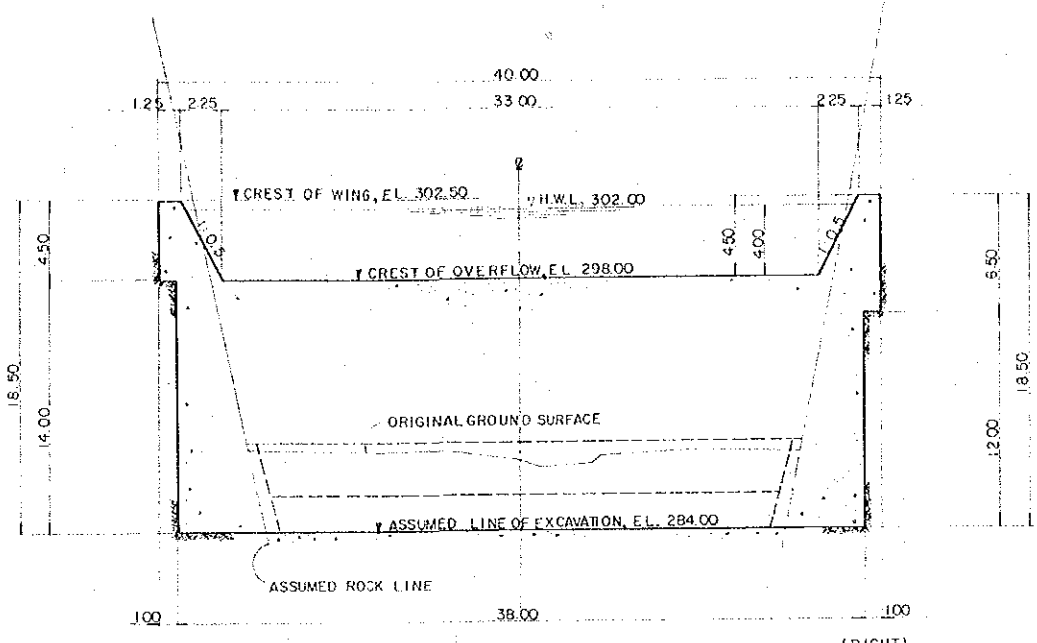 40.00
1.25 2.25 33.00 2.25 1.25
CREST OF WING, EL. 302.50
H.W.L. 302.00
1:0.5
1:0.5
4.50
4.50
4.00
6.50
CREST OF OVERFLOW, EL. 298.00
18.50
14.00
12.00
18.50
ORIGINAL GROUND SURFACE
ASSUMED LINE OF EXCAVATION, EL. 284.00
ASSUMED ROCK LINE
1.00 38.00 1.00
(RIGHT)